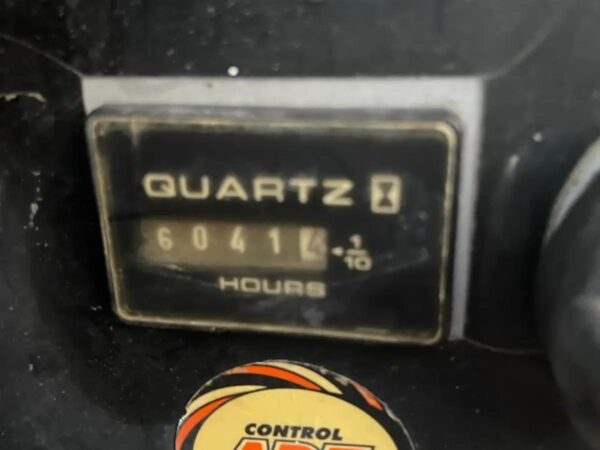 QUARTZ
6041 1/10
HOURS
CONTROL